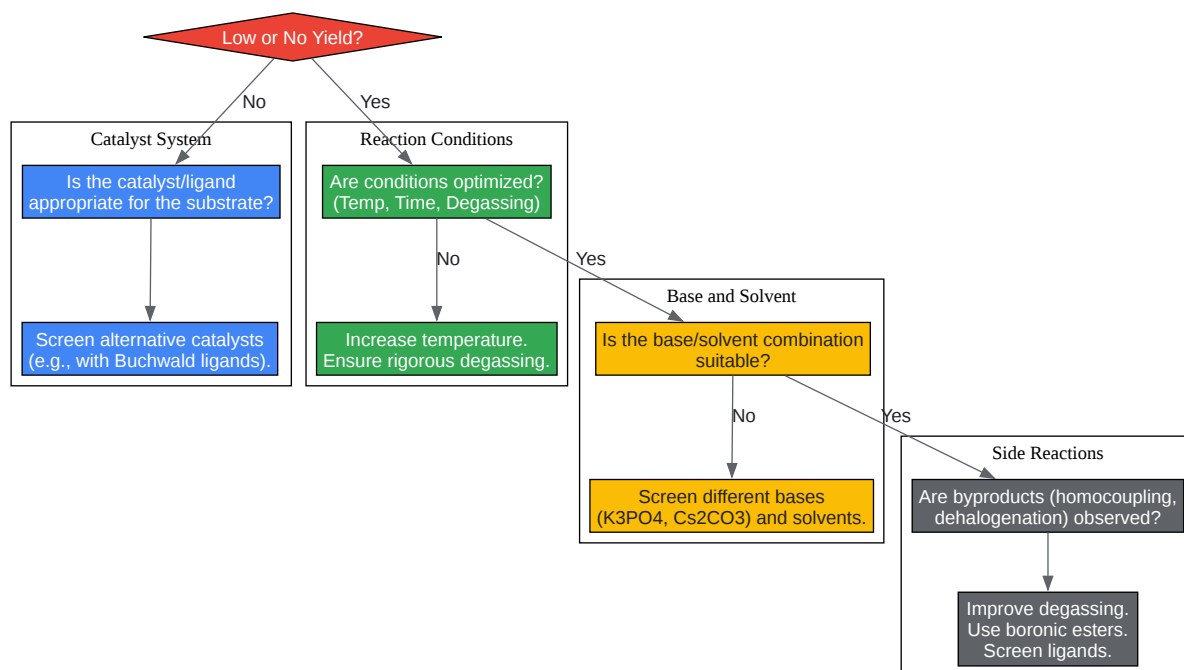 Low or No Yield?
No
Yes
Catalyst System
Reaction Conditions
Is the catalyst/ligand
appropriate for the substrate?
Are conditions optimized?
(Temp, Time, Degassing)
No
Yes
Base and Solvent
Screen alternative catalysts
(e.g., with Buchwald ligands).
Increase temperature.
Ensure rigorous degassing.
Is the base/solvent combination
suitable?
No
Yes
Side Reactions
Screen different bases
(K3PO4, Cs2CO3) and solvents.
Are byproducts (homocoupling,
dehalogenation) observed?
Improve degassing.
Use boronic esters.
Screen ligands.